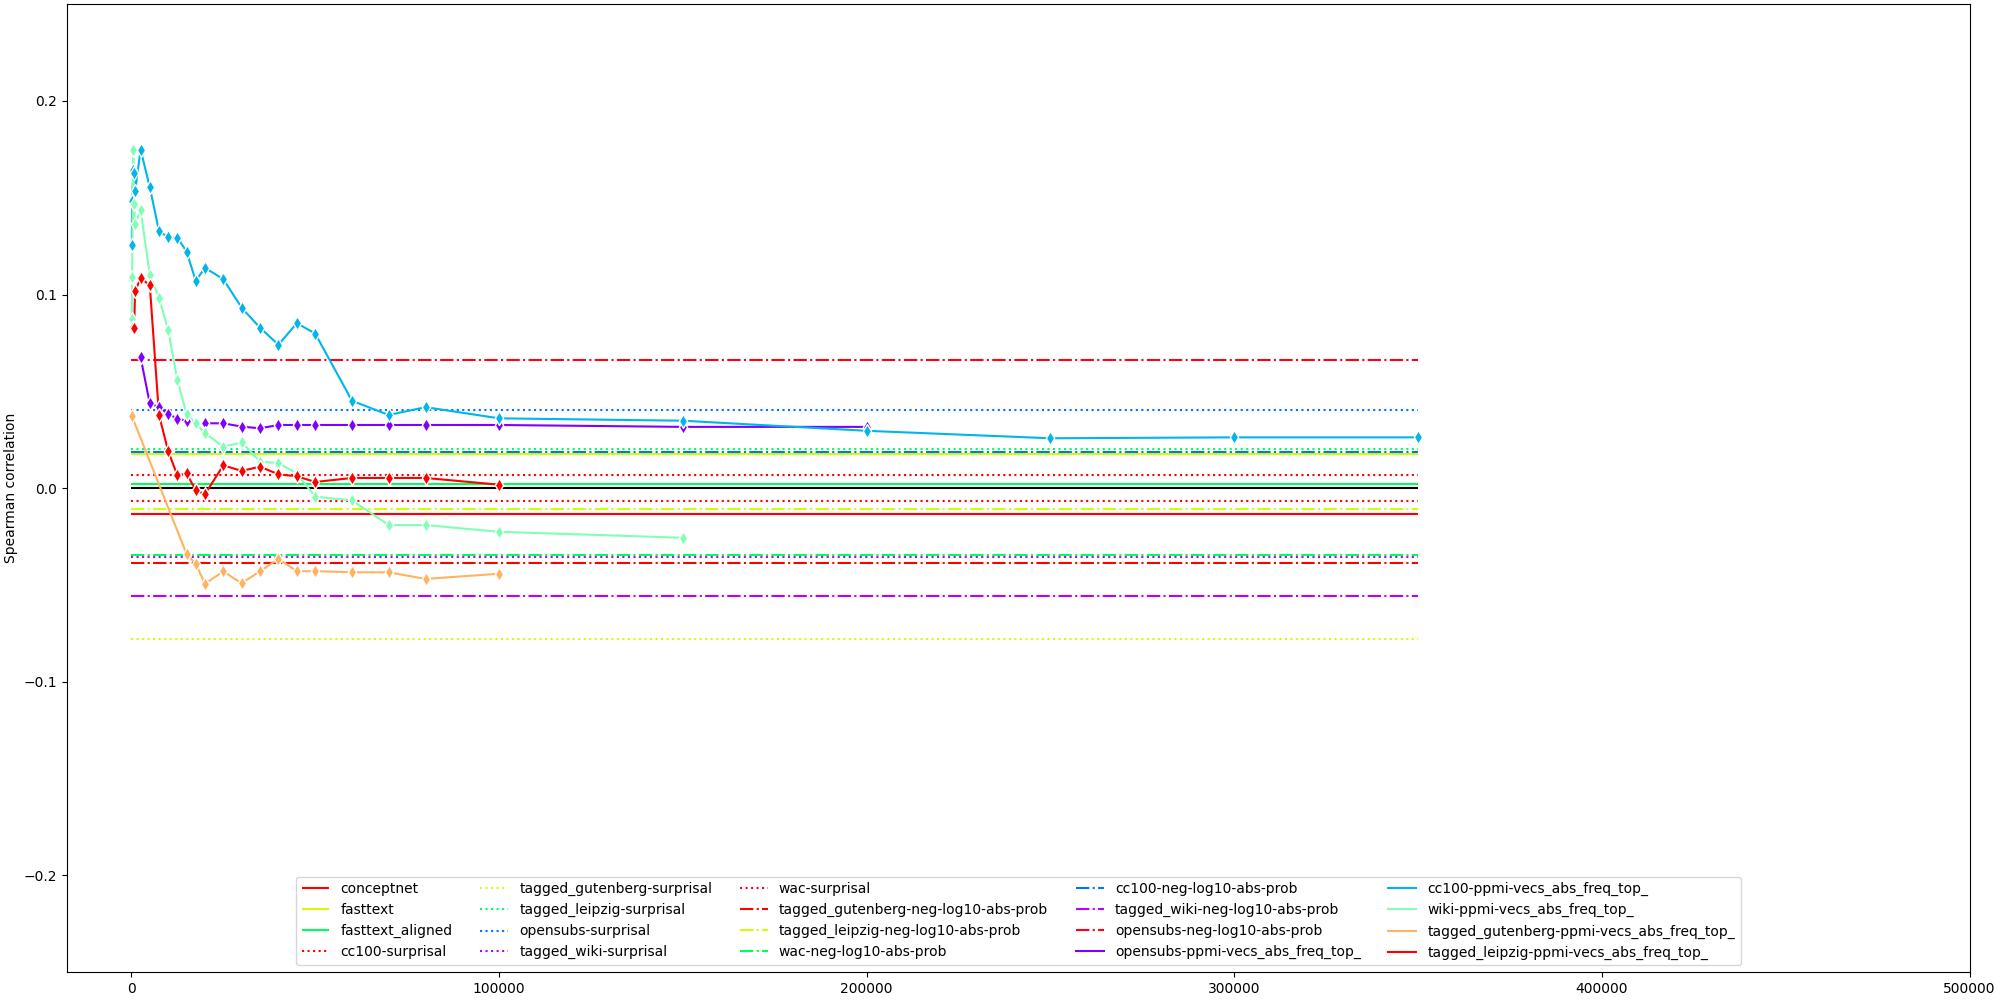 Spearman correlation
0.2
0.1
0.0
−0.1
−0.2
0
100000
200000
300000
400000
500000
conceptnet
fasttext
fasttext_aligned
cc100-surprisal
tagged_gutenberg-surprisal
tagged_leipzig-surprisal
opensubs-surprisal
tagged_wiki-surprisal
wac-surprisal
tagged_gutenberg-neg-log10-abs-prob
tagged_leipzig-neg-log10-abs-prob
wac-neg-log10-abs-prob
cc100-neg-log10-abs-prob
tagged_wiki-neg-log10-abs-prob
opensubs-neg-log10-abs-prob
opensubs-ppmi-vecs_abs_freq_top_
cc100-ppmi-vecs_abs_freq_top_
wiki-ppmi-vecs_abs_freq_top_
tagged_gutenberg-ppmi-vecs_abs_freq_top_
tagged_leipzig-ppmi-vecs_abs_freq_top_